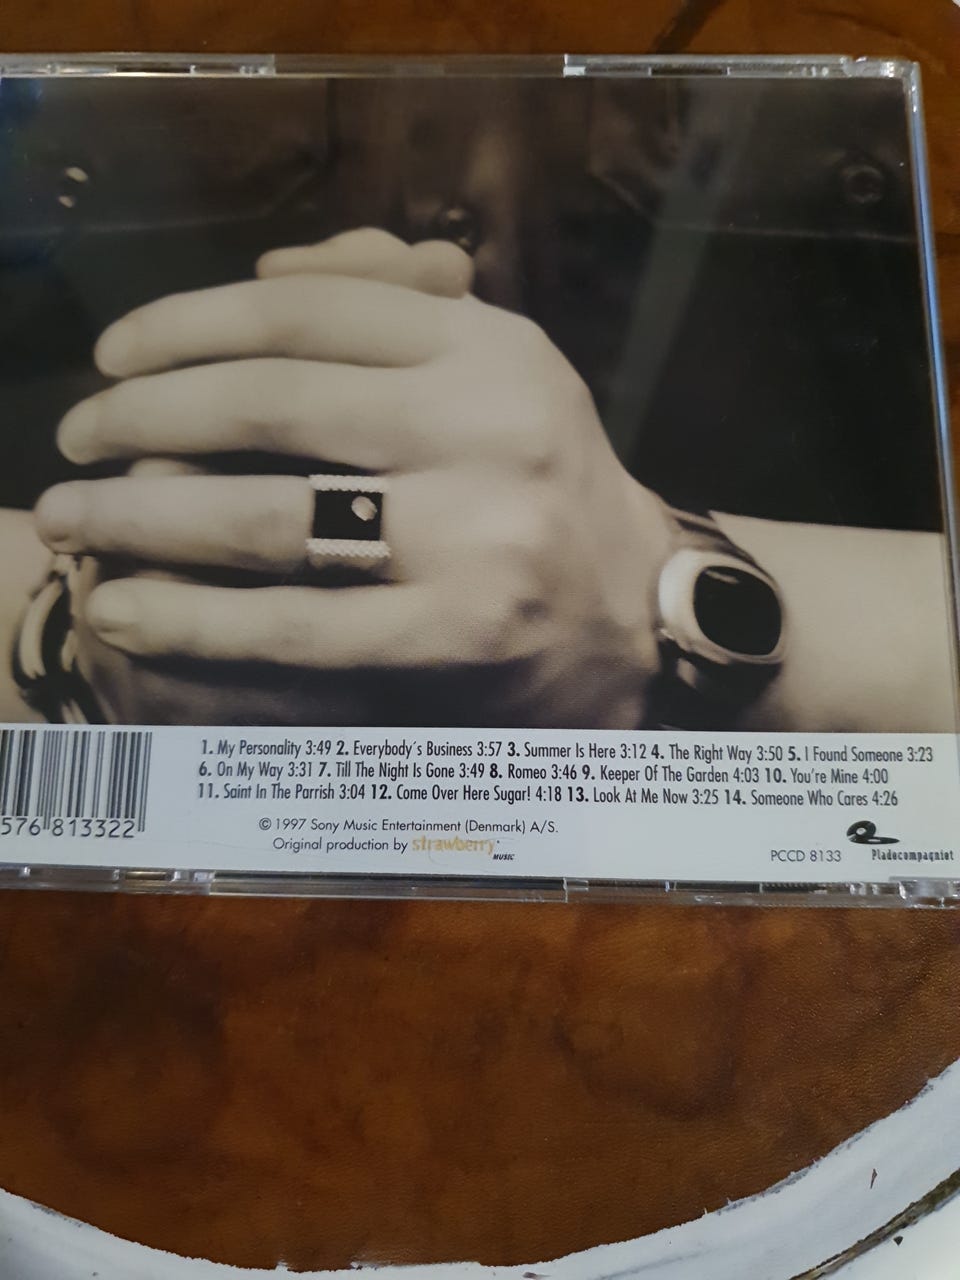 1. My Personality 3:49 2. Everybody´s Business 3:57 3. Summer Is Here 3:12 4. The Right Way 3:50 5. I Found Someone 3:23
6. On My Way 3:31 7. Till The Night Is Gone 3:49 8. Romeo 3:46 9. Keeper Of The Garden 4:03 10. You're Mine 4:00
11. Saint In The Parrish 3:04 12. Come Over Here Sugar! 4:18 13. Look At Me Now 3:25 14. Someone Who Cares 4:26
576 813322
© 1997 Sony Music Entertainment (Denmark) A/S.
Original production by strawberry MUSIC
PCCD 8133
Pladecompagniet